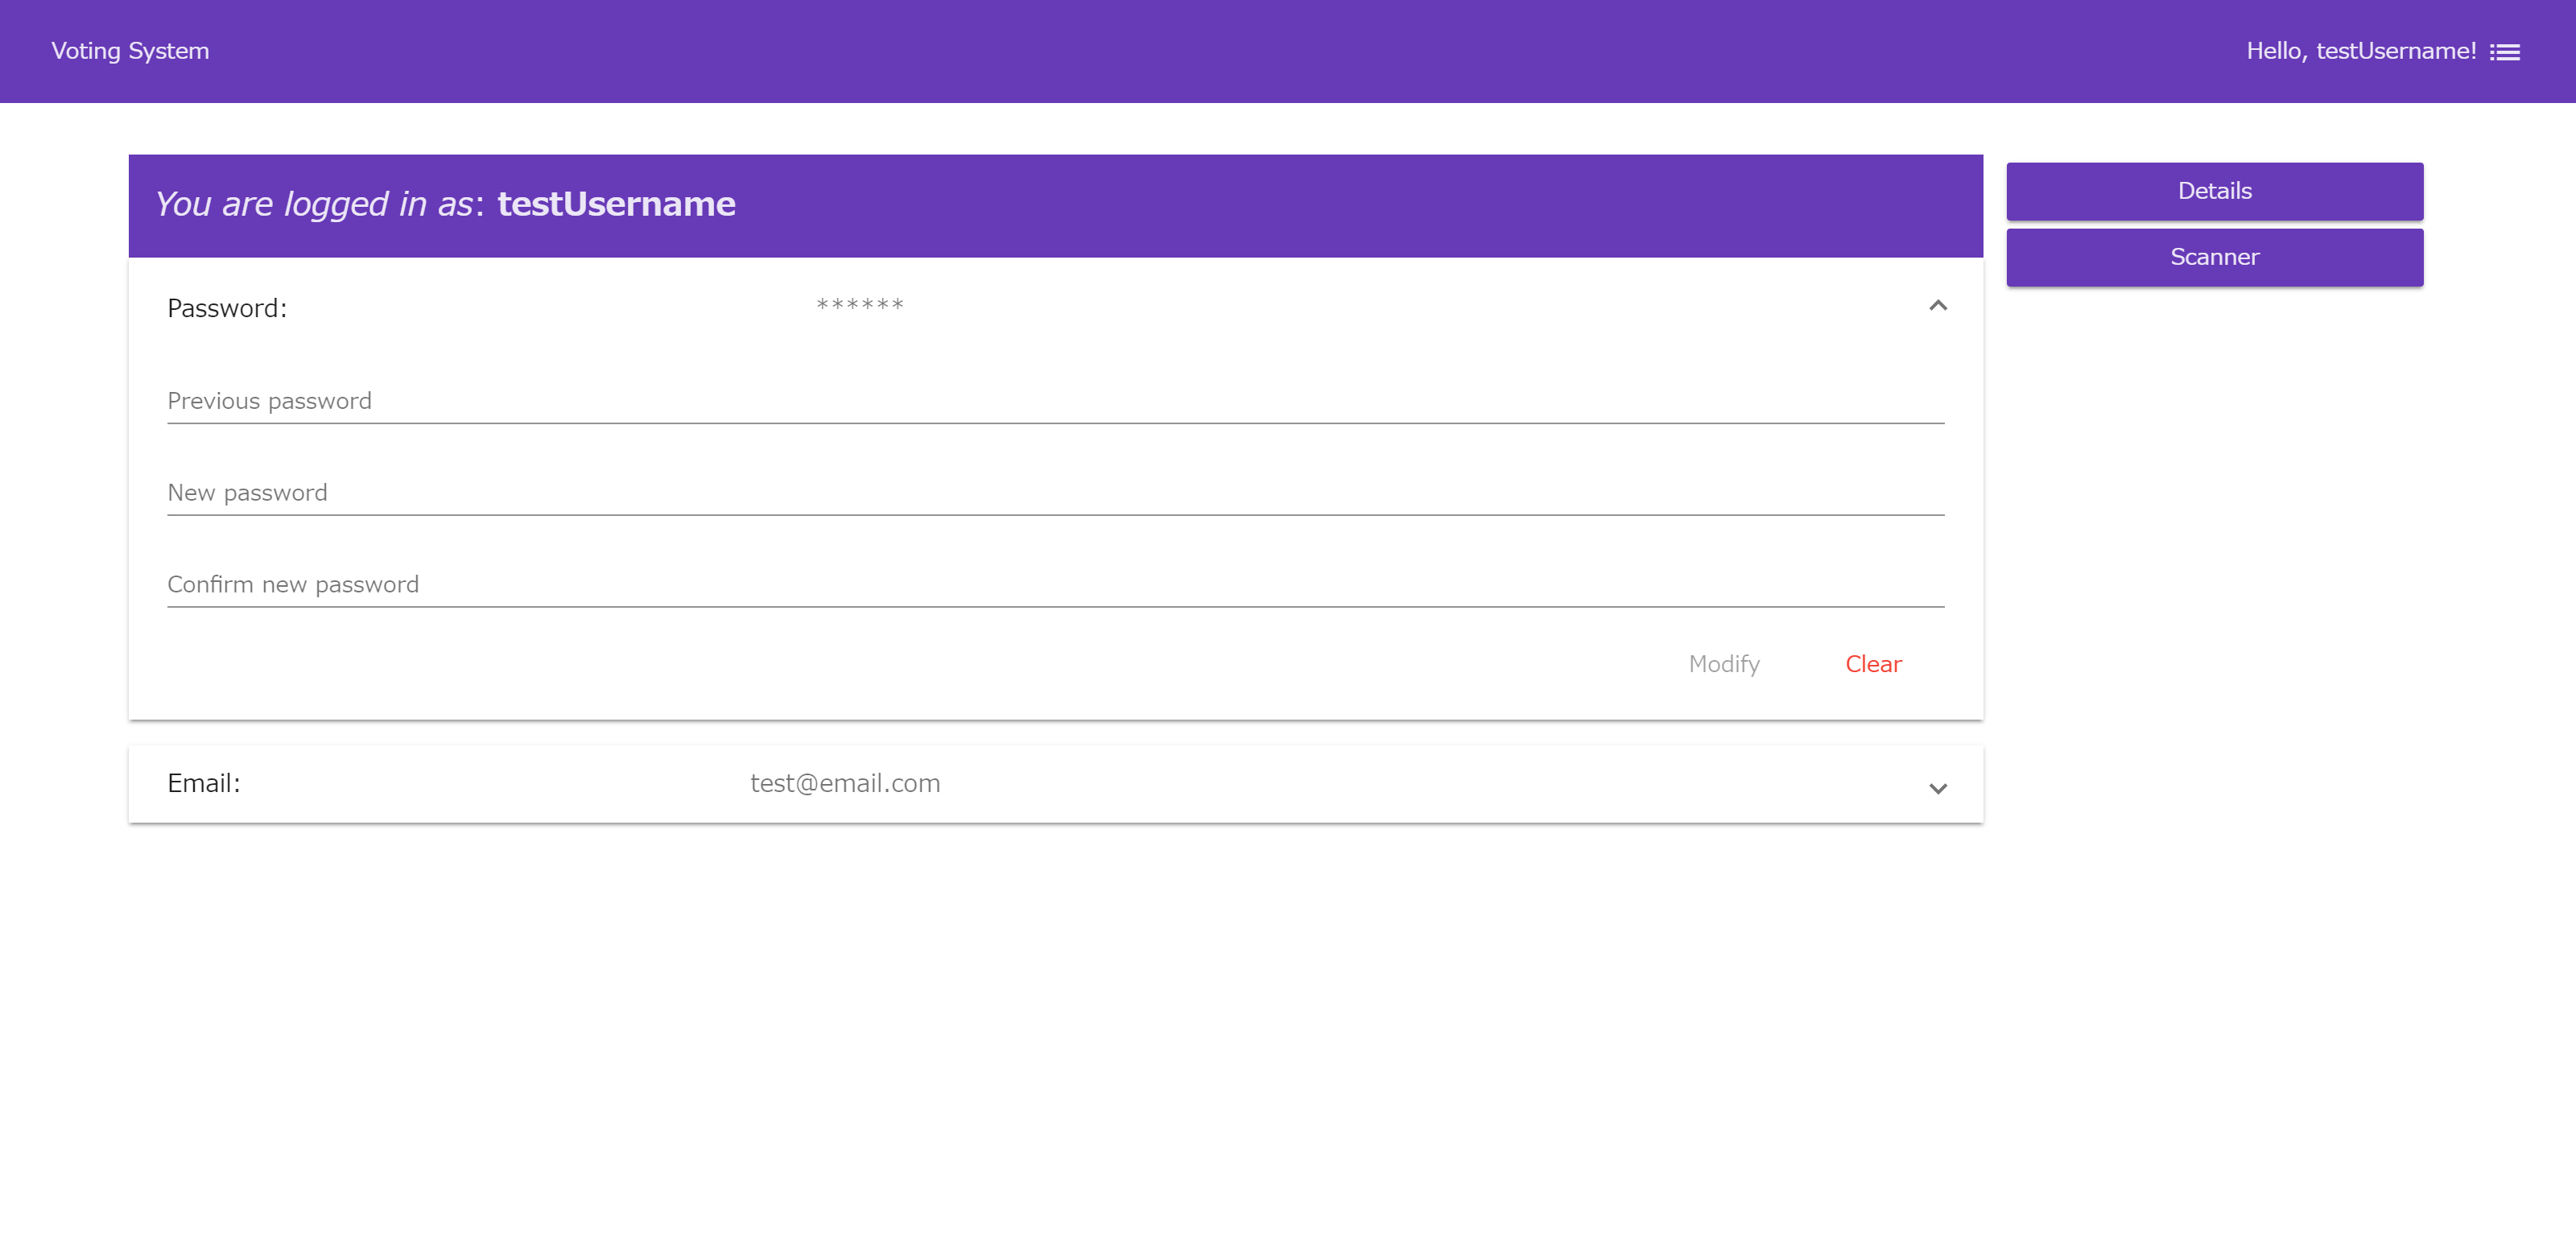 Voting System
Hello, testUsername!
You are logged in as: testUsername
Details
Scanner
Password:
******
Previous password
New password
Confirm new password
Modify
Clear
Email:
test@email.com